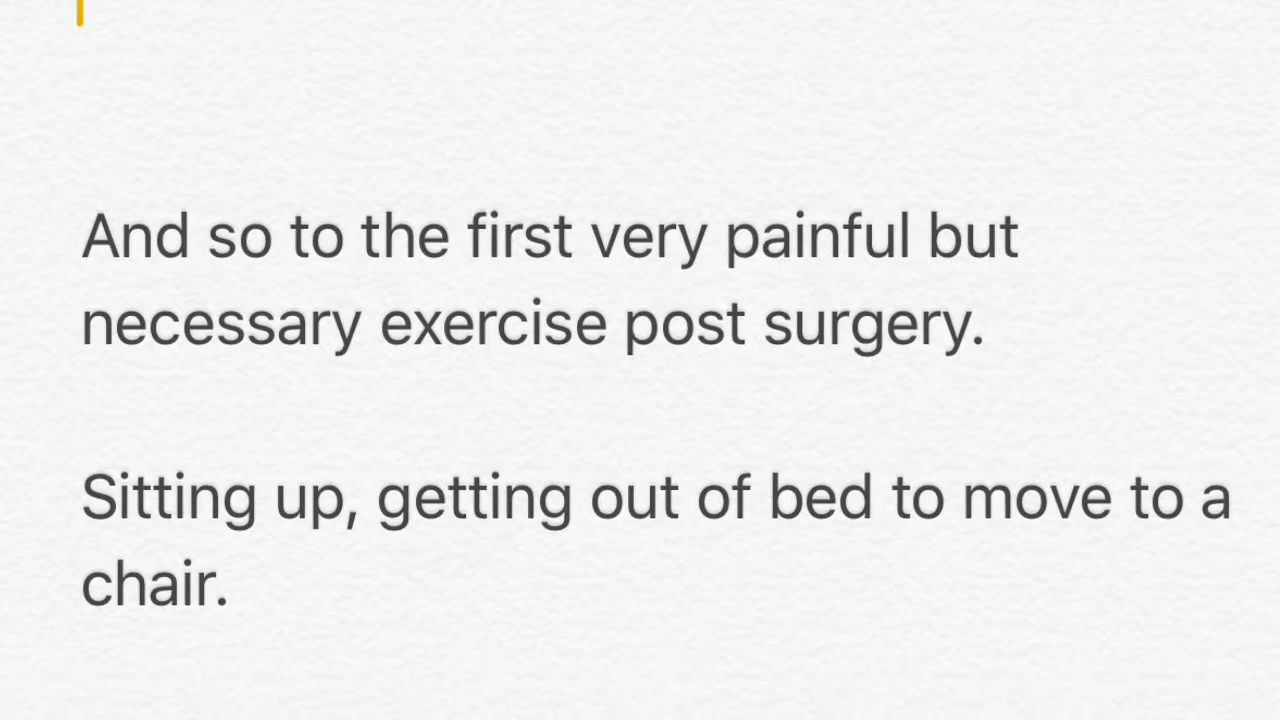 And so to the first very painful but
necessary exercise post surgery.
Sitting up, getting out of bed to move to a
chair.